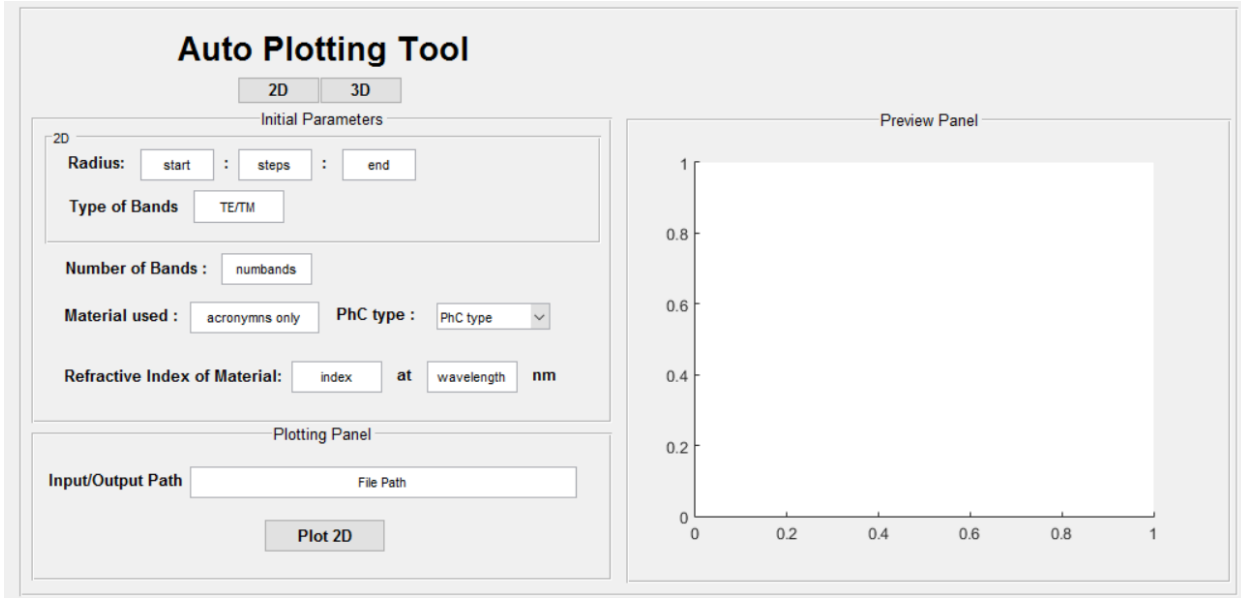 Auto Plotting Tool
2D 3D
Initial Parameters
2D
Radius: start : steps : end
Type of Bands TE/TM
Number of Bands : numbands
Material used : acronymns only PhC type : PhC type
Refractive Index of Material: index at wavelength nm
Plotting Panel
Input/Output Path File Path
Plot 2D
Preview Panel
1
0.8
0.6
0.4
0.2
0
0 0.2 0.4 0.6 0.8 1